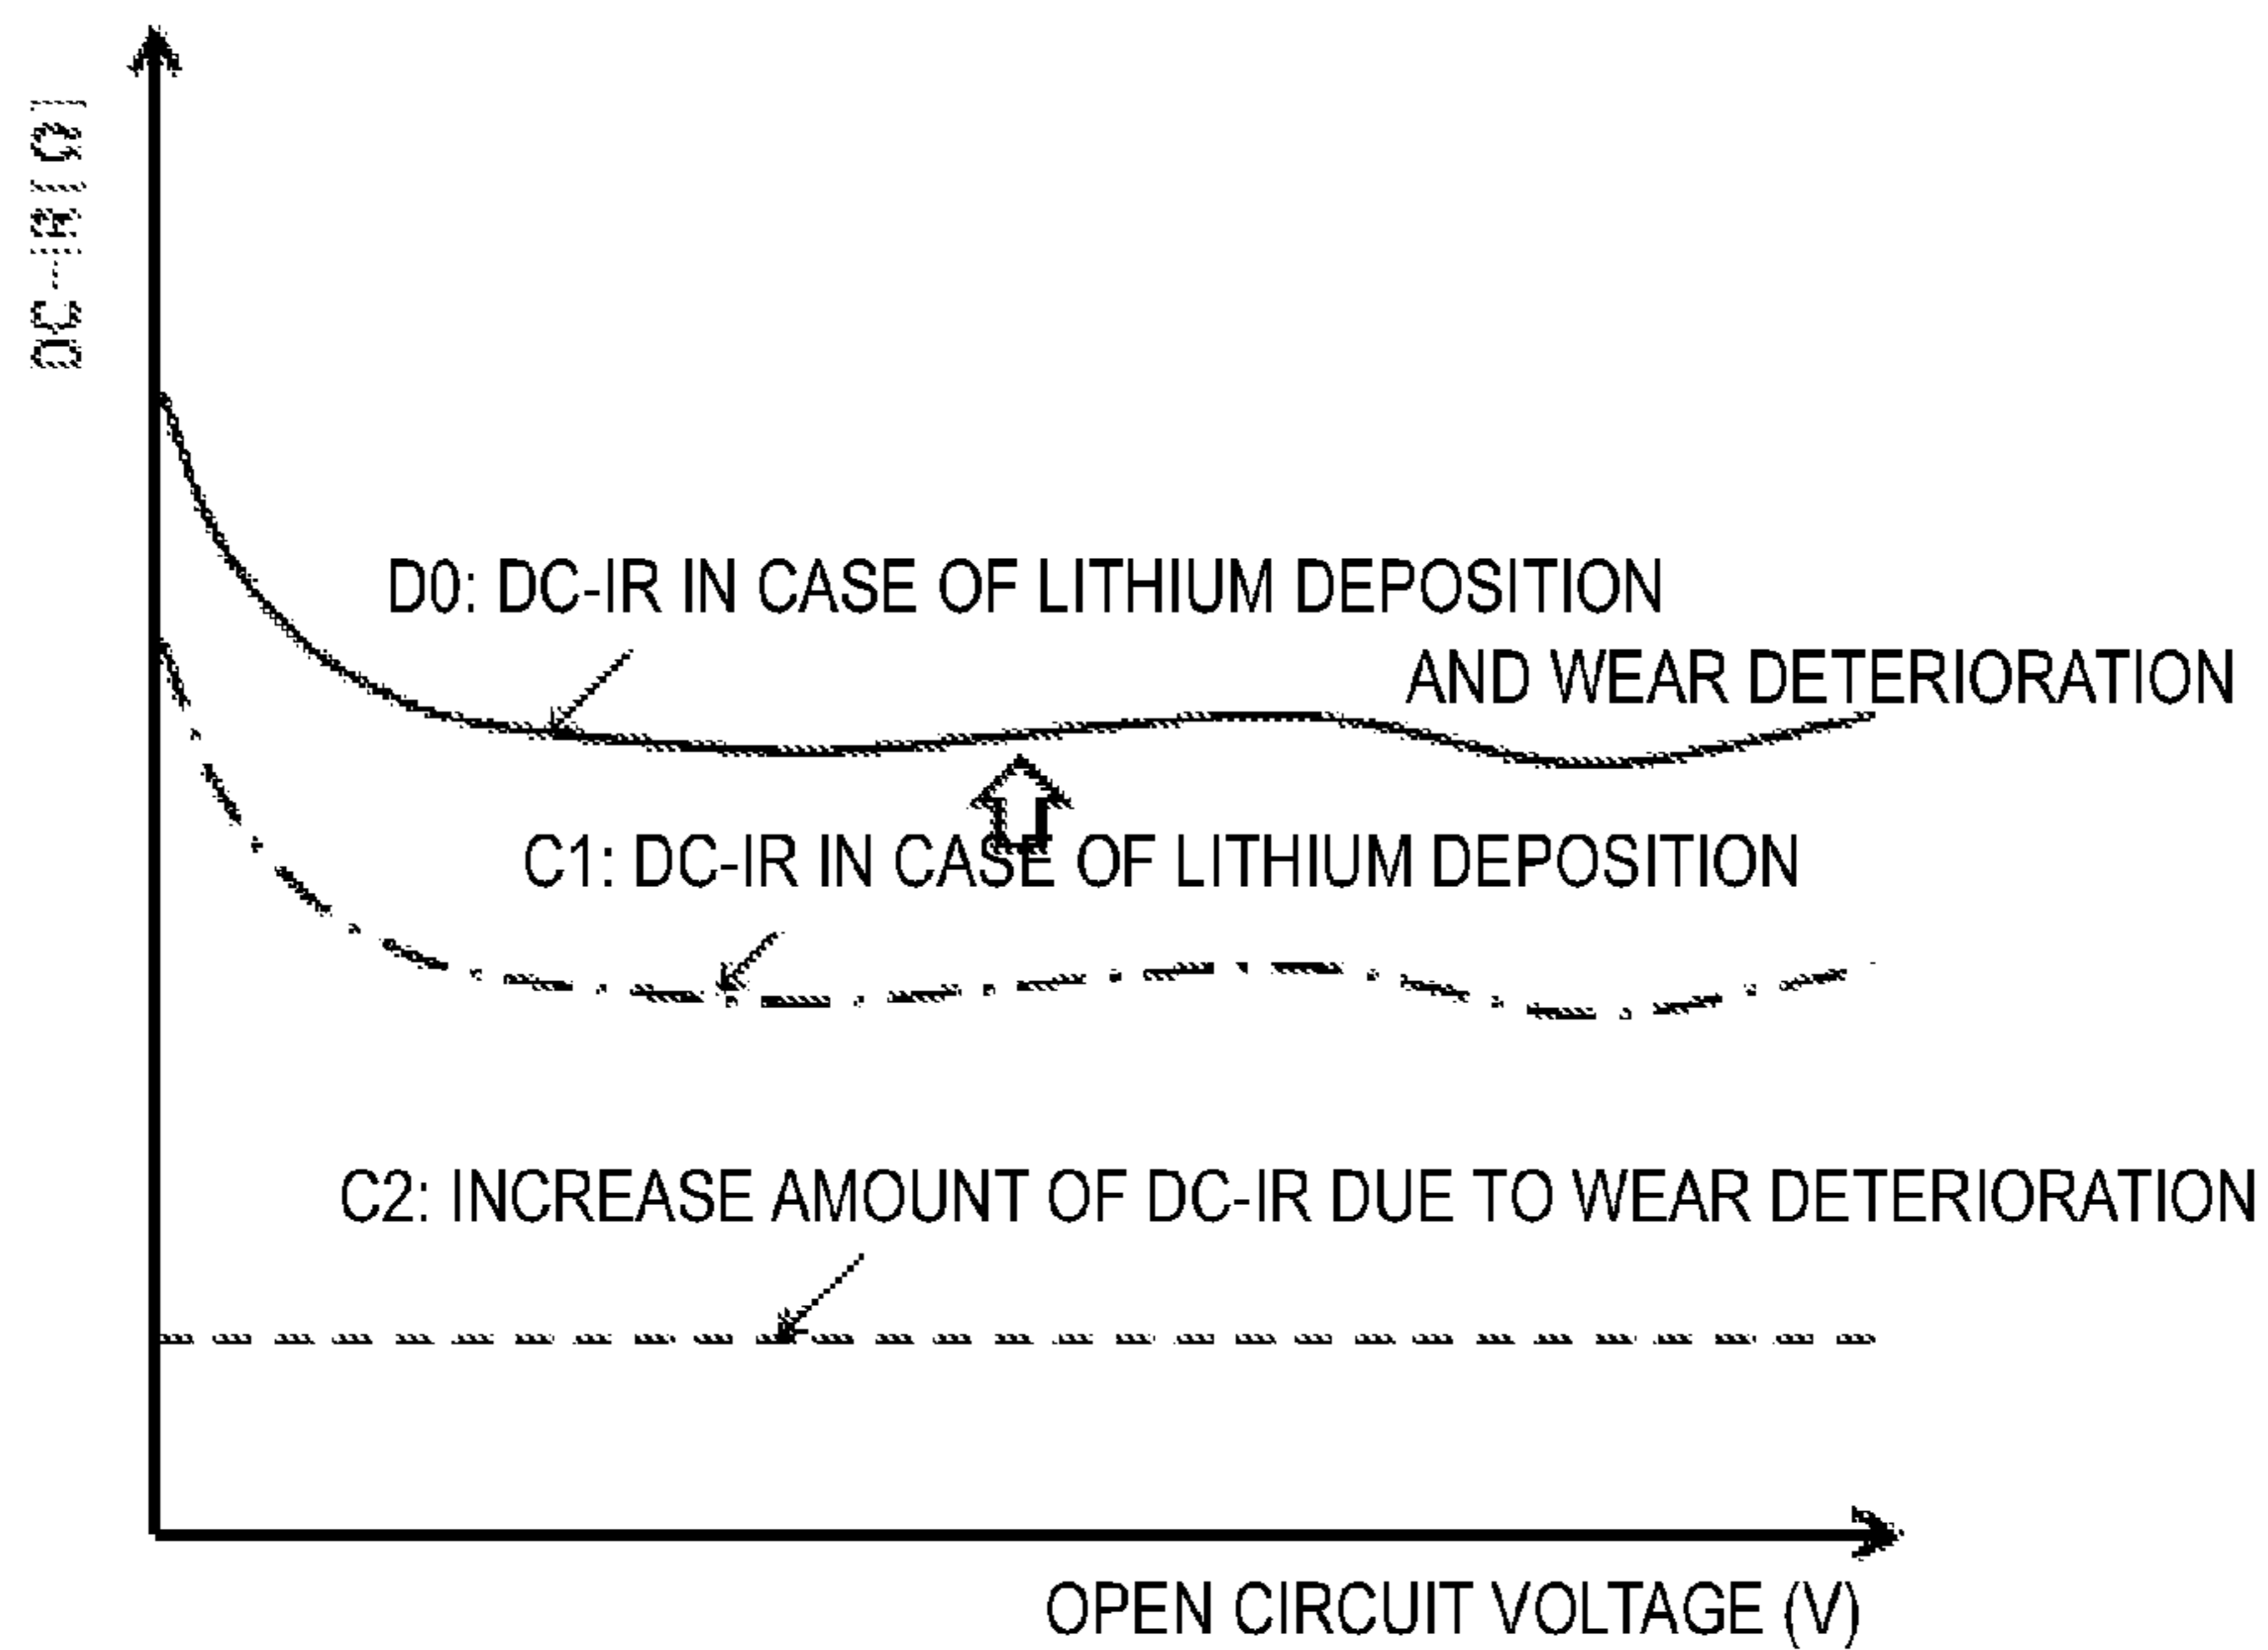 DC-IR[Ω]
D0: DC-IR IN CASE OF LITHIUM DEPOSITION
AND WEAR DETERIORATION
C1: DC-IR IN CASE OF LITHIUM DEPOSITION
C2: INCREASE AMOUNT OF DC-IR DUE TO WEAR DETERIORATION
OPEN CIRCUIT VOLTAGE (V)